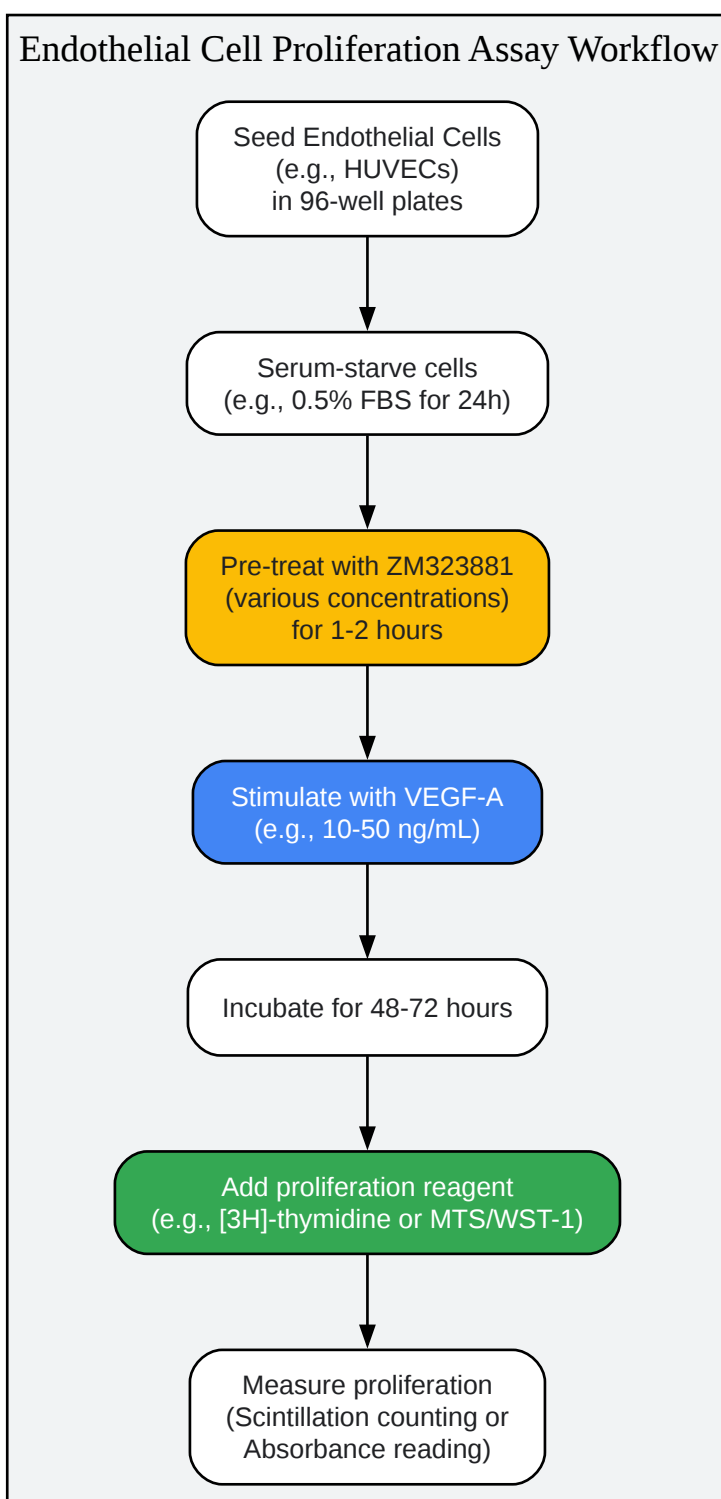 Endothelial Cell Proliferation Assay Workflow
Seed Endothelial Cells
(e.g., HUVECs)
in 96-well plates
Serum-starve cells
(e.g., 0.5% FBS for 24h)
Pre-treat with ZM323881
(various concentrations)
for 1-2 hours
Stimulate with VEGF-A
(e.g., 10-50 ng/mL)
Incubate for 48-72 hours
Add proliferation reagent
(e.g., [3H]-thymidine or MTS/WST-1)
Measure proliferation
(Scintillation counting or
Absorbance reading)